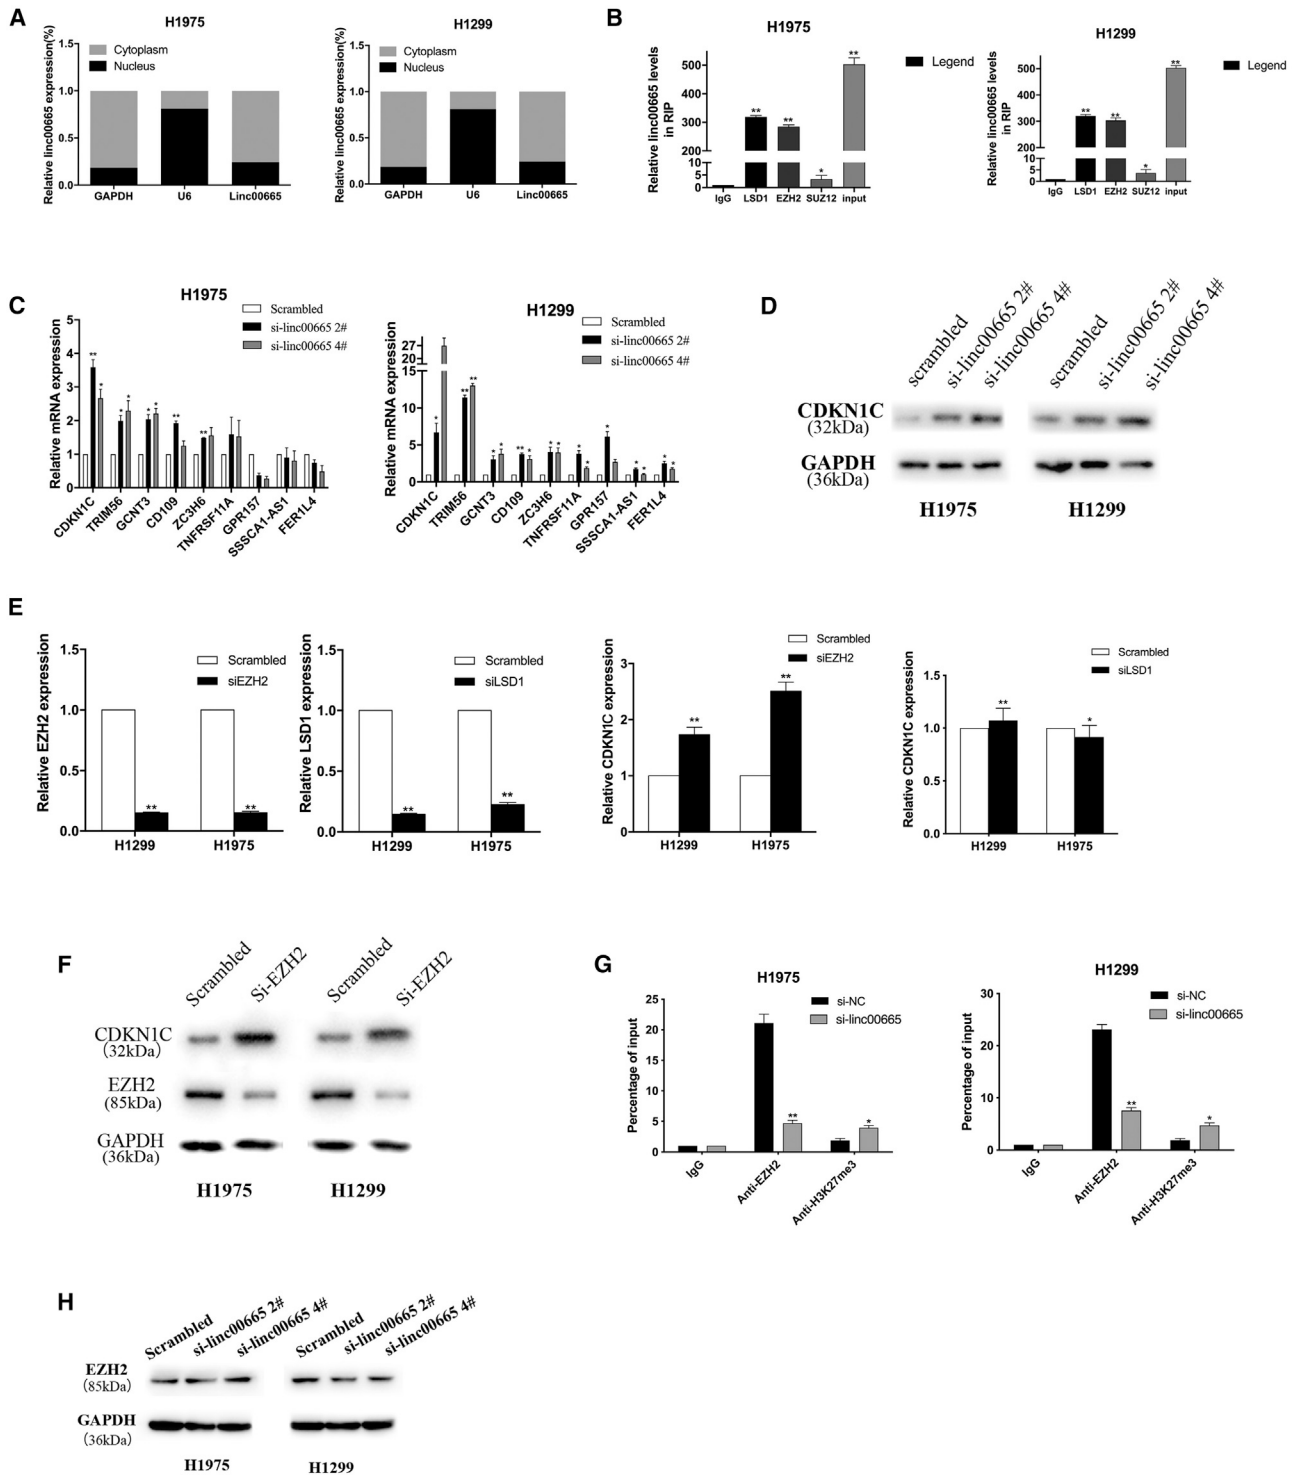 A
H1975
Relative linc00665 expression(%)
1.5
1.0
0.5
0.0
Cytoplasm
Nucleus
GAPDH U6 Linc00665
H1299
Relative linc00665 expression(%)
1.5
1.0
0.5
0.0
Cytoplasm
Nucleus
GAPDH U6 Linc00665
B
H1975
Relative linc00665 levels
in RIP
500
300
200
10
5
0
** ** * **
IgG LSD1 EZH2 SUZ12 input
Legend
H1299
Relative linc00665 levels
in RIP
500
300
200
10
5
0
** ** * **
IgG LSD1 EZH2 SUZ12 input
Legend
C
H1975
Scrambled
si-linc00665 2#
si-linc00665 4#
Relative mRNA expression
5
4
3
2
1
0
** * * * * * ** **
CDKN1C TRIM56 GCNT3 CD109 ZC3H6 TNFRSF11A GPR157 SSSCA1-AS1 FER1L4
H1299
Scrambled
si-linc00665 2#
si-linc00665 4#
Relative mRNA expression
27
20
15
10
5
0
* ** ** * * ** * * * * * * * * * *
CDKN1C TRIM56 GCNT3 CD109 ZC3H6 TNFRSF11A GPR157 SSSCA1-AS1 FER1L4
D
scrambled si-linc00665 2# si-linc00665 4# scrambled si-linc00665 2# si-linc00665 4#
CDKN1C
(32kDa)
GAPDH
(36kDa)
H1975 H1299
E
Relative EZH2 expression
1.5
1.0
0.5
0.0
Scrambled
siEZH2
** **
H1299 H1975
Relative LSD1 expression
1.5
1.0
0.5
0.0
Scrambled
siLSD1
** **
H1299 H1975
Relative CDKN1C expression
3
2
1
0
Scrambled
siEZH2
** **
H1299 H1975
Relative CDKN1C expression
1.5
1.0
0.5
0.0
Scrambled
siLSD1
** *
H1299 H1975
F
Scrambled Si-EZH2 Scrambled Si-EZH2
CDKN1C
(32kDa)
EZH2
(85kDa)
GAPDH
(36kDa)
H1975 H1299
G
H1975
Percentage of input
25
20
15
10
5
0
si-NC
si-linc00665
** *
IgG Anti-EZH2 Anti-H3K27me3
H1299
Percentage of input
30
20
10
0
si-NC
si-linc00665
** *
IgG Anti-EZH2 Anti-H3K27me3
H
Scrambled si-linc00665 2# si-linc00665 4# Scrambled si-linc00665 2# si-linc00665 4#
EZH2
(85kDa)
GAPDH
(36kDa)
H1975 H1299